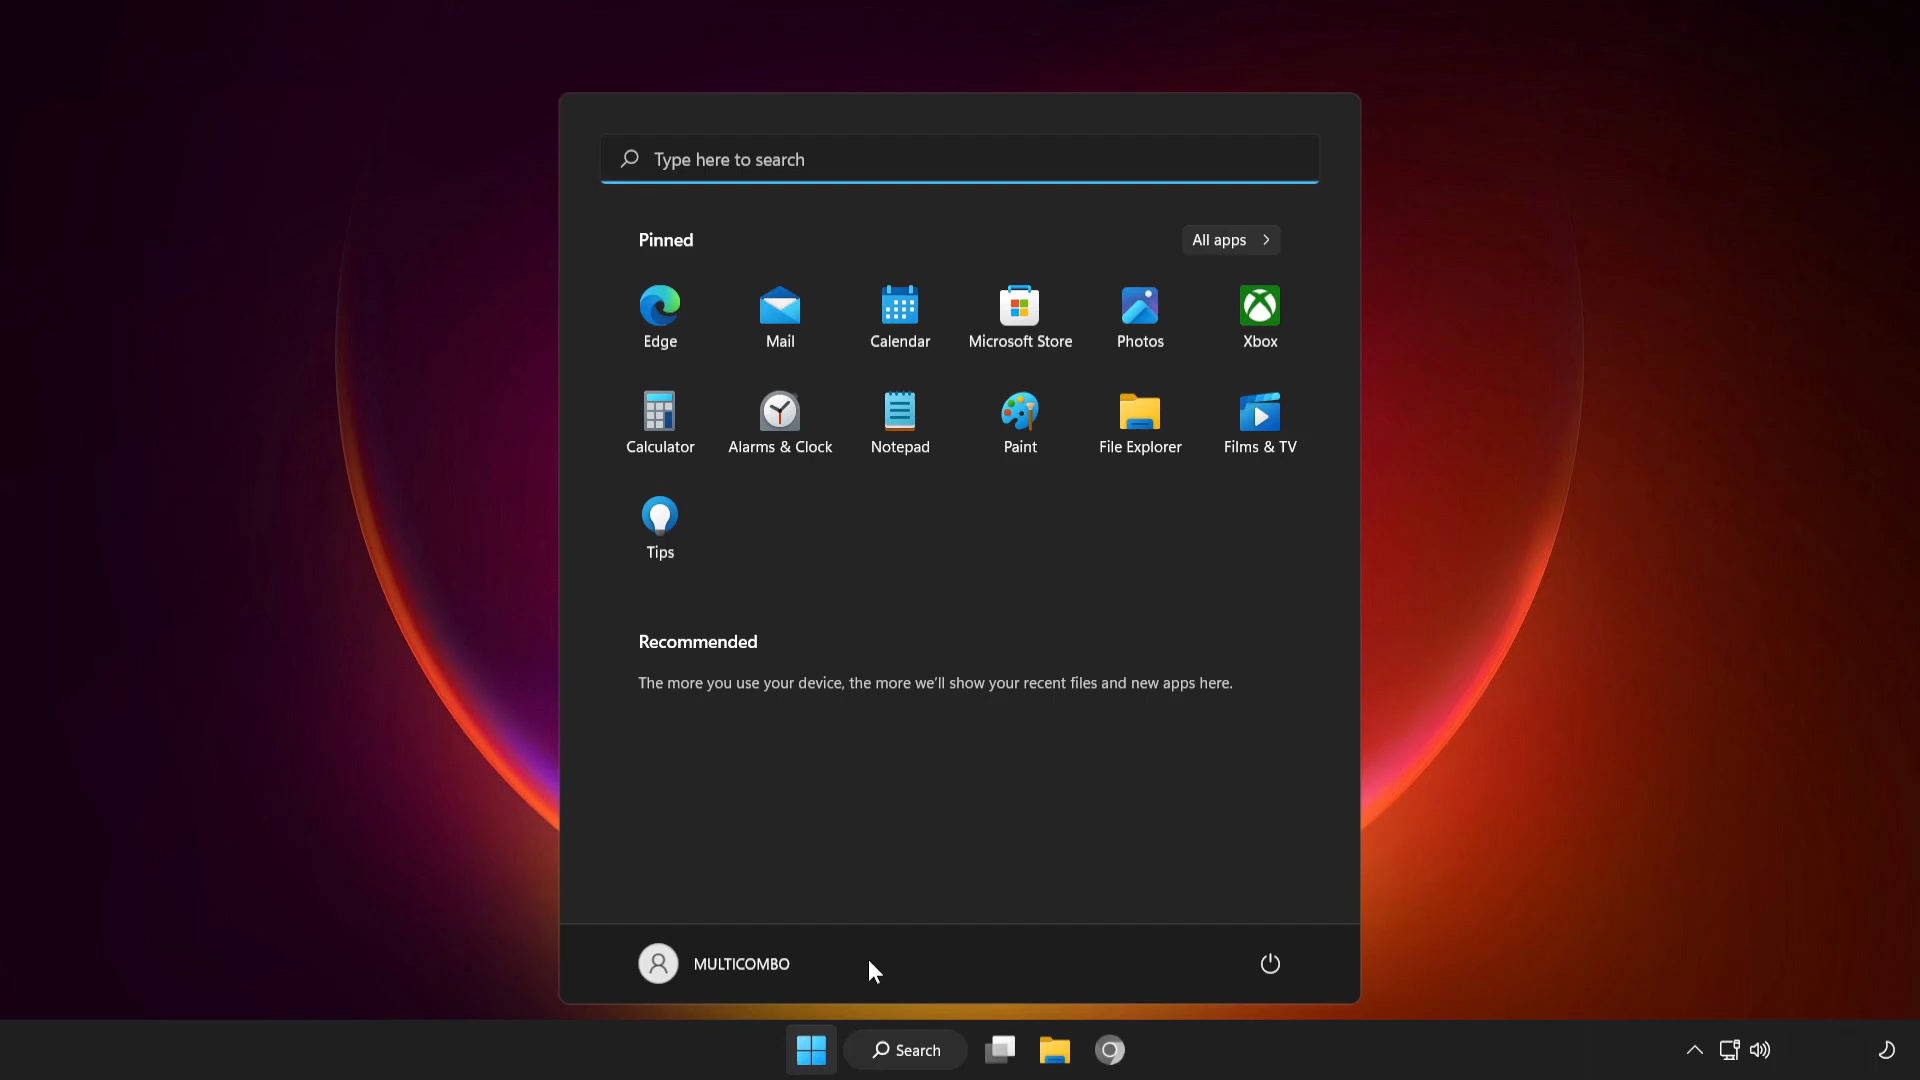 Type here to search
Pinned
All apps
Edge
Mail
Calendar
Microsoft Store
Photos
Xbox
Calculator
Alarms & Clock
Notepad
Paint
File Explorer
Films & TV
Tips
Recommended
The more you use your device, the more we'll show your recent files and new apps here.
MULTICOMBO
Search